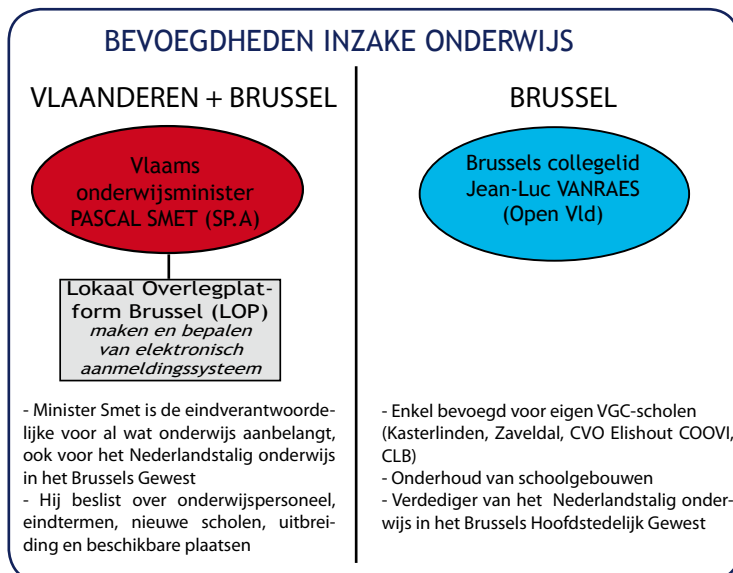 BEVOEGDHEDEN INZAKE ONDERWIJS
VLAANDEREN + BRUSSEL
Vlaams
onderwijsminister
PASCAL SMET (SP.A)
Lokaal Overlegplat-
form Brussel (LOP)
maken en bepalen
van elektronisch
aanmeldingssysteem
- Minister Smet is de eindverantwoorde-
lijke voor al wat onderwijs aanbelangt,
ook voor het Nederlandstalig onderwijs
in het Brussels Gewest
- Hij beslist over onderwijspersoneel,
eindtermen, nieuwe scholen, uitbrei-
ding en beschikbare plaatsen
BRUSSEL
Brussels collegelid
Jean-Luc VANRAES
(Open Vld)
- Enkel bevoegd voor eigen VGC-scholen
(Kasterlinden, Zaveldal, CVO Elishout COOVI,
CLB)
- Onderhoud van schoolgebouwen
- Verdediger van het Nederlandstalig onder-
wijs in het Brussels Hoofdstedelijk Gewest